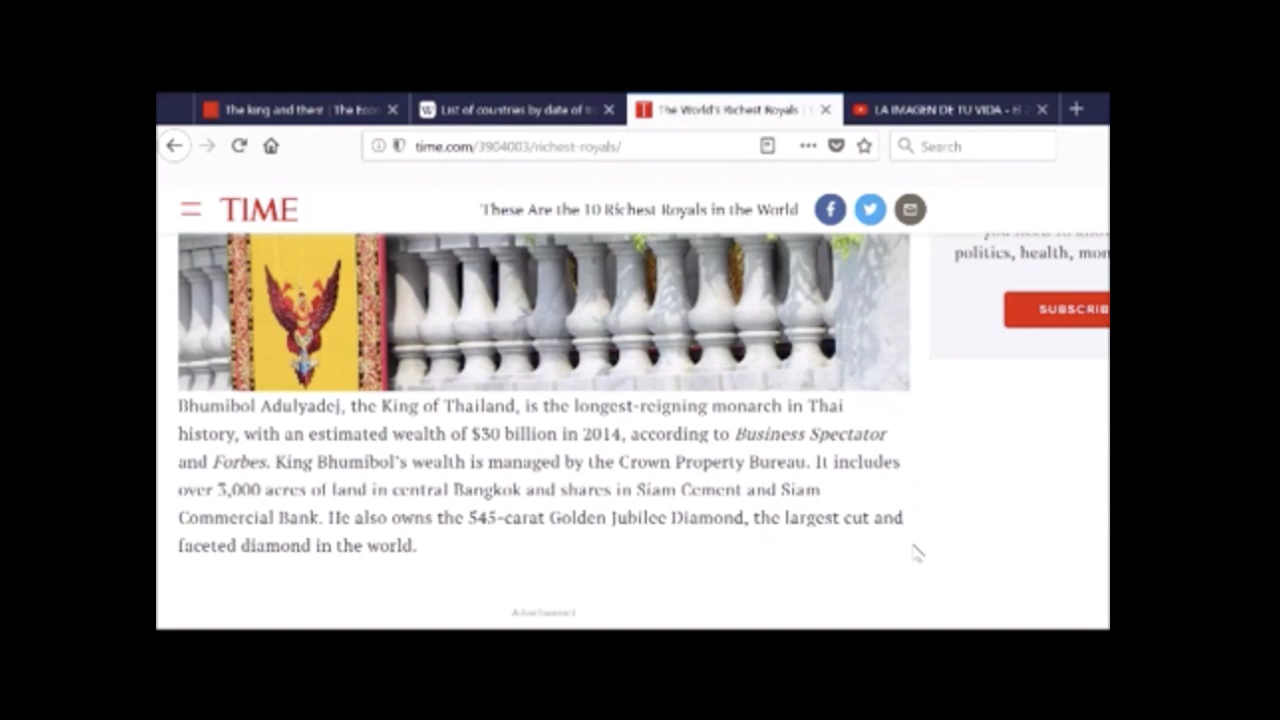 The king and them | The Eco
List of countries by date of tr
The World's Richest Royals |
LA IMAGEN DE TU VIDA - El
time.com/3904003/richest-royals/
Search
TIME
These Are the 10 Richest Royals in the World
politics, health, mon
SUBSCRIB
Bhumibol Adulyadej, the King of Thailand, is the longest-reigning monarch in Thai
history, with an estimated wealth of $30 billion in 2014, according to Business Spectator
and Forbes. King Bhumibol's wealth is managed by the Crown Property Bureau. It includes
over 3,000 acres of land in central Bangkok and shares in Siam Cement and Siam
Commercial Bank. He also owns the 545-carat Golden Jubilee Diamond, the largest cut and
faceted diamond in the world.
Advertisement